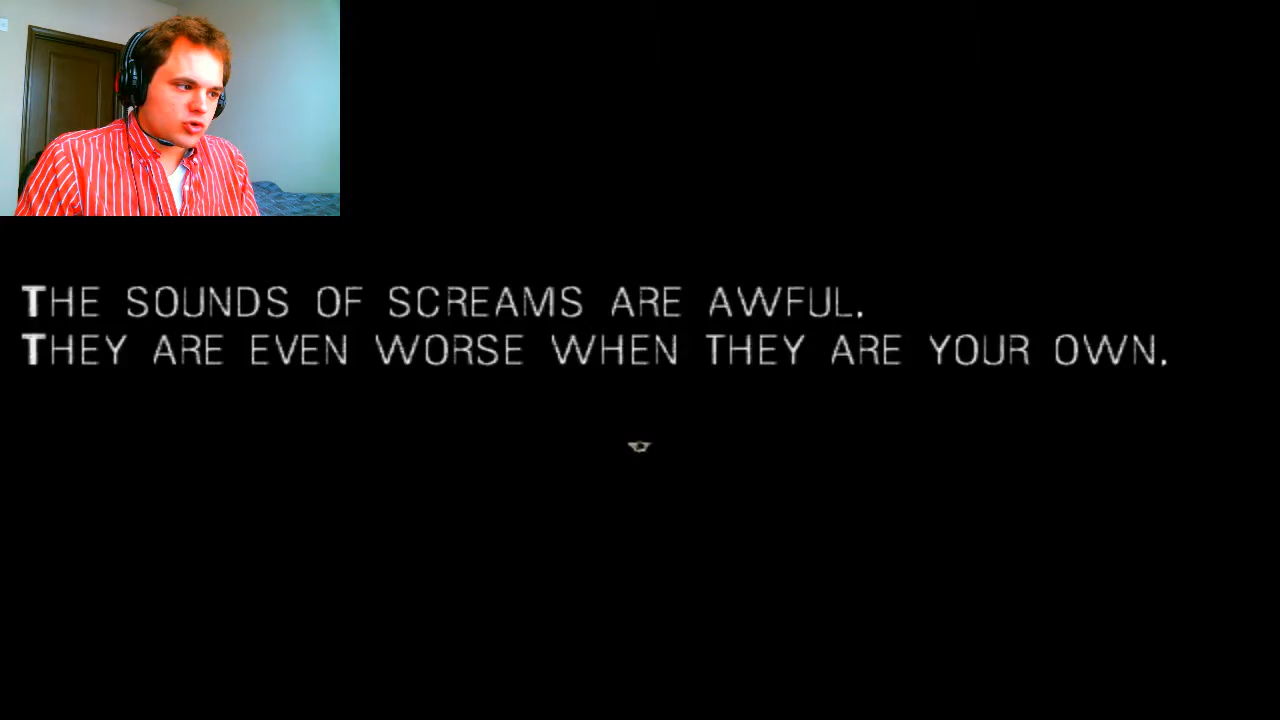 THE SOUNDS OF SCREAMS ARE AWFUL.
THEY ARE EVEN WORSE WHEN THEY ARE YOUR OWN.